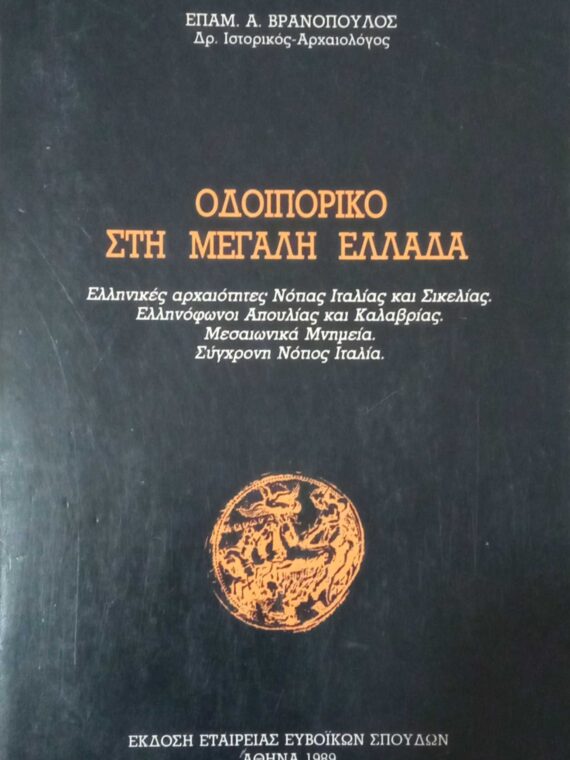 ΕΠΑΜ. Α. ΒΡΑΝΟΠΟΥΛΟΣ
Δρ. Ιστορικός-Αρχαιολόγος
ΟΔΟΙΠΟΡΙΚΟ
ΣΤΗ ΜΕΓΑΛΗ ΕΛΛΑΔΑ
Ελληνικές αρχαιότητες Νότιας Ιταλίας και Σικελίας.
Ελληνόφωνοι Απουλίας και Καλαβρίας.
Μεσαιωνικά Μνημεία.
Σύγχρονη Νότιος Ιταλία.
ΕΚΔΟΣΗ ΕΤΑΙΡΕΙΑΣ ΕΥΒΟΪΚΩΝ ΣΠΟΥΔΩΝ
ΑΘΗΝΑ 1989